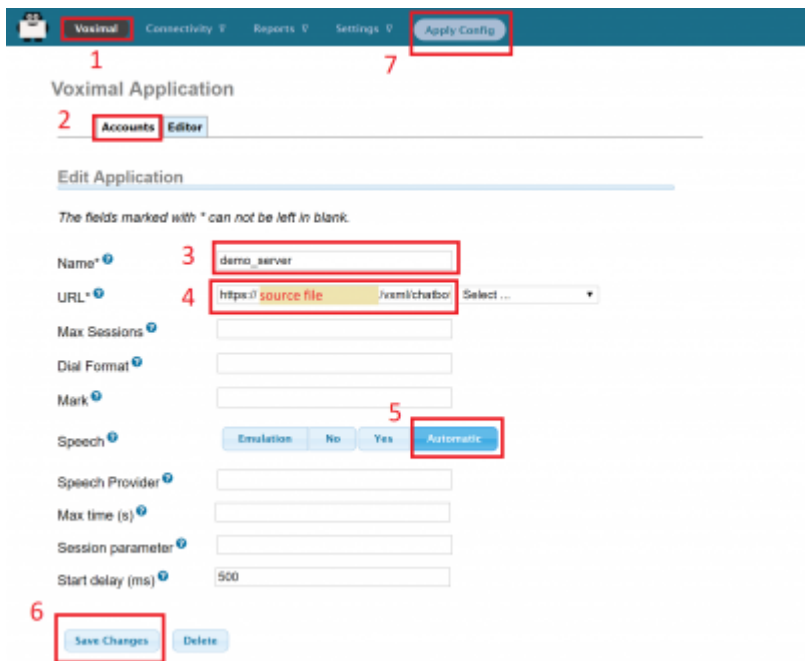 Voximal Connectivity Reports Settings Apply Config
1 7
Voximal Application
2 Accounts Editor
Edit Application
The fields marked with * can not be left in blank.
Name* 3 demo_server
URL* 4 https:// source file /vxml/chatbot Select ...
Max Sessions
Dial Format
Mark
5
Speech Emulation No Yes Automatic
Speech Provider
Max time (s)
Session parameter
Start delay (ms) 500
6
Save Changes Delete